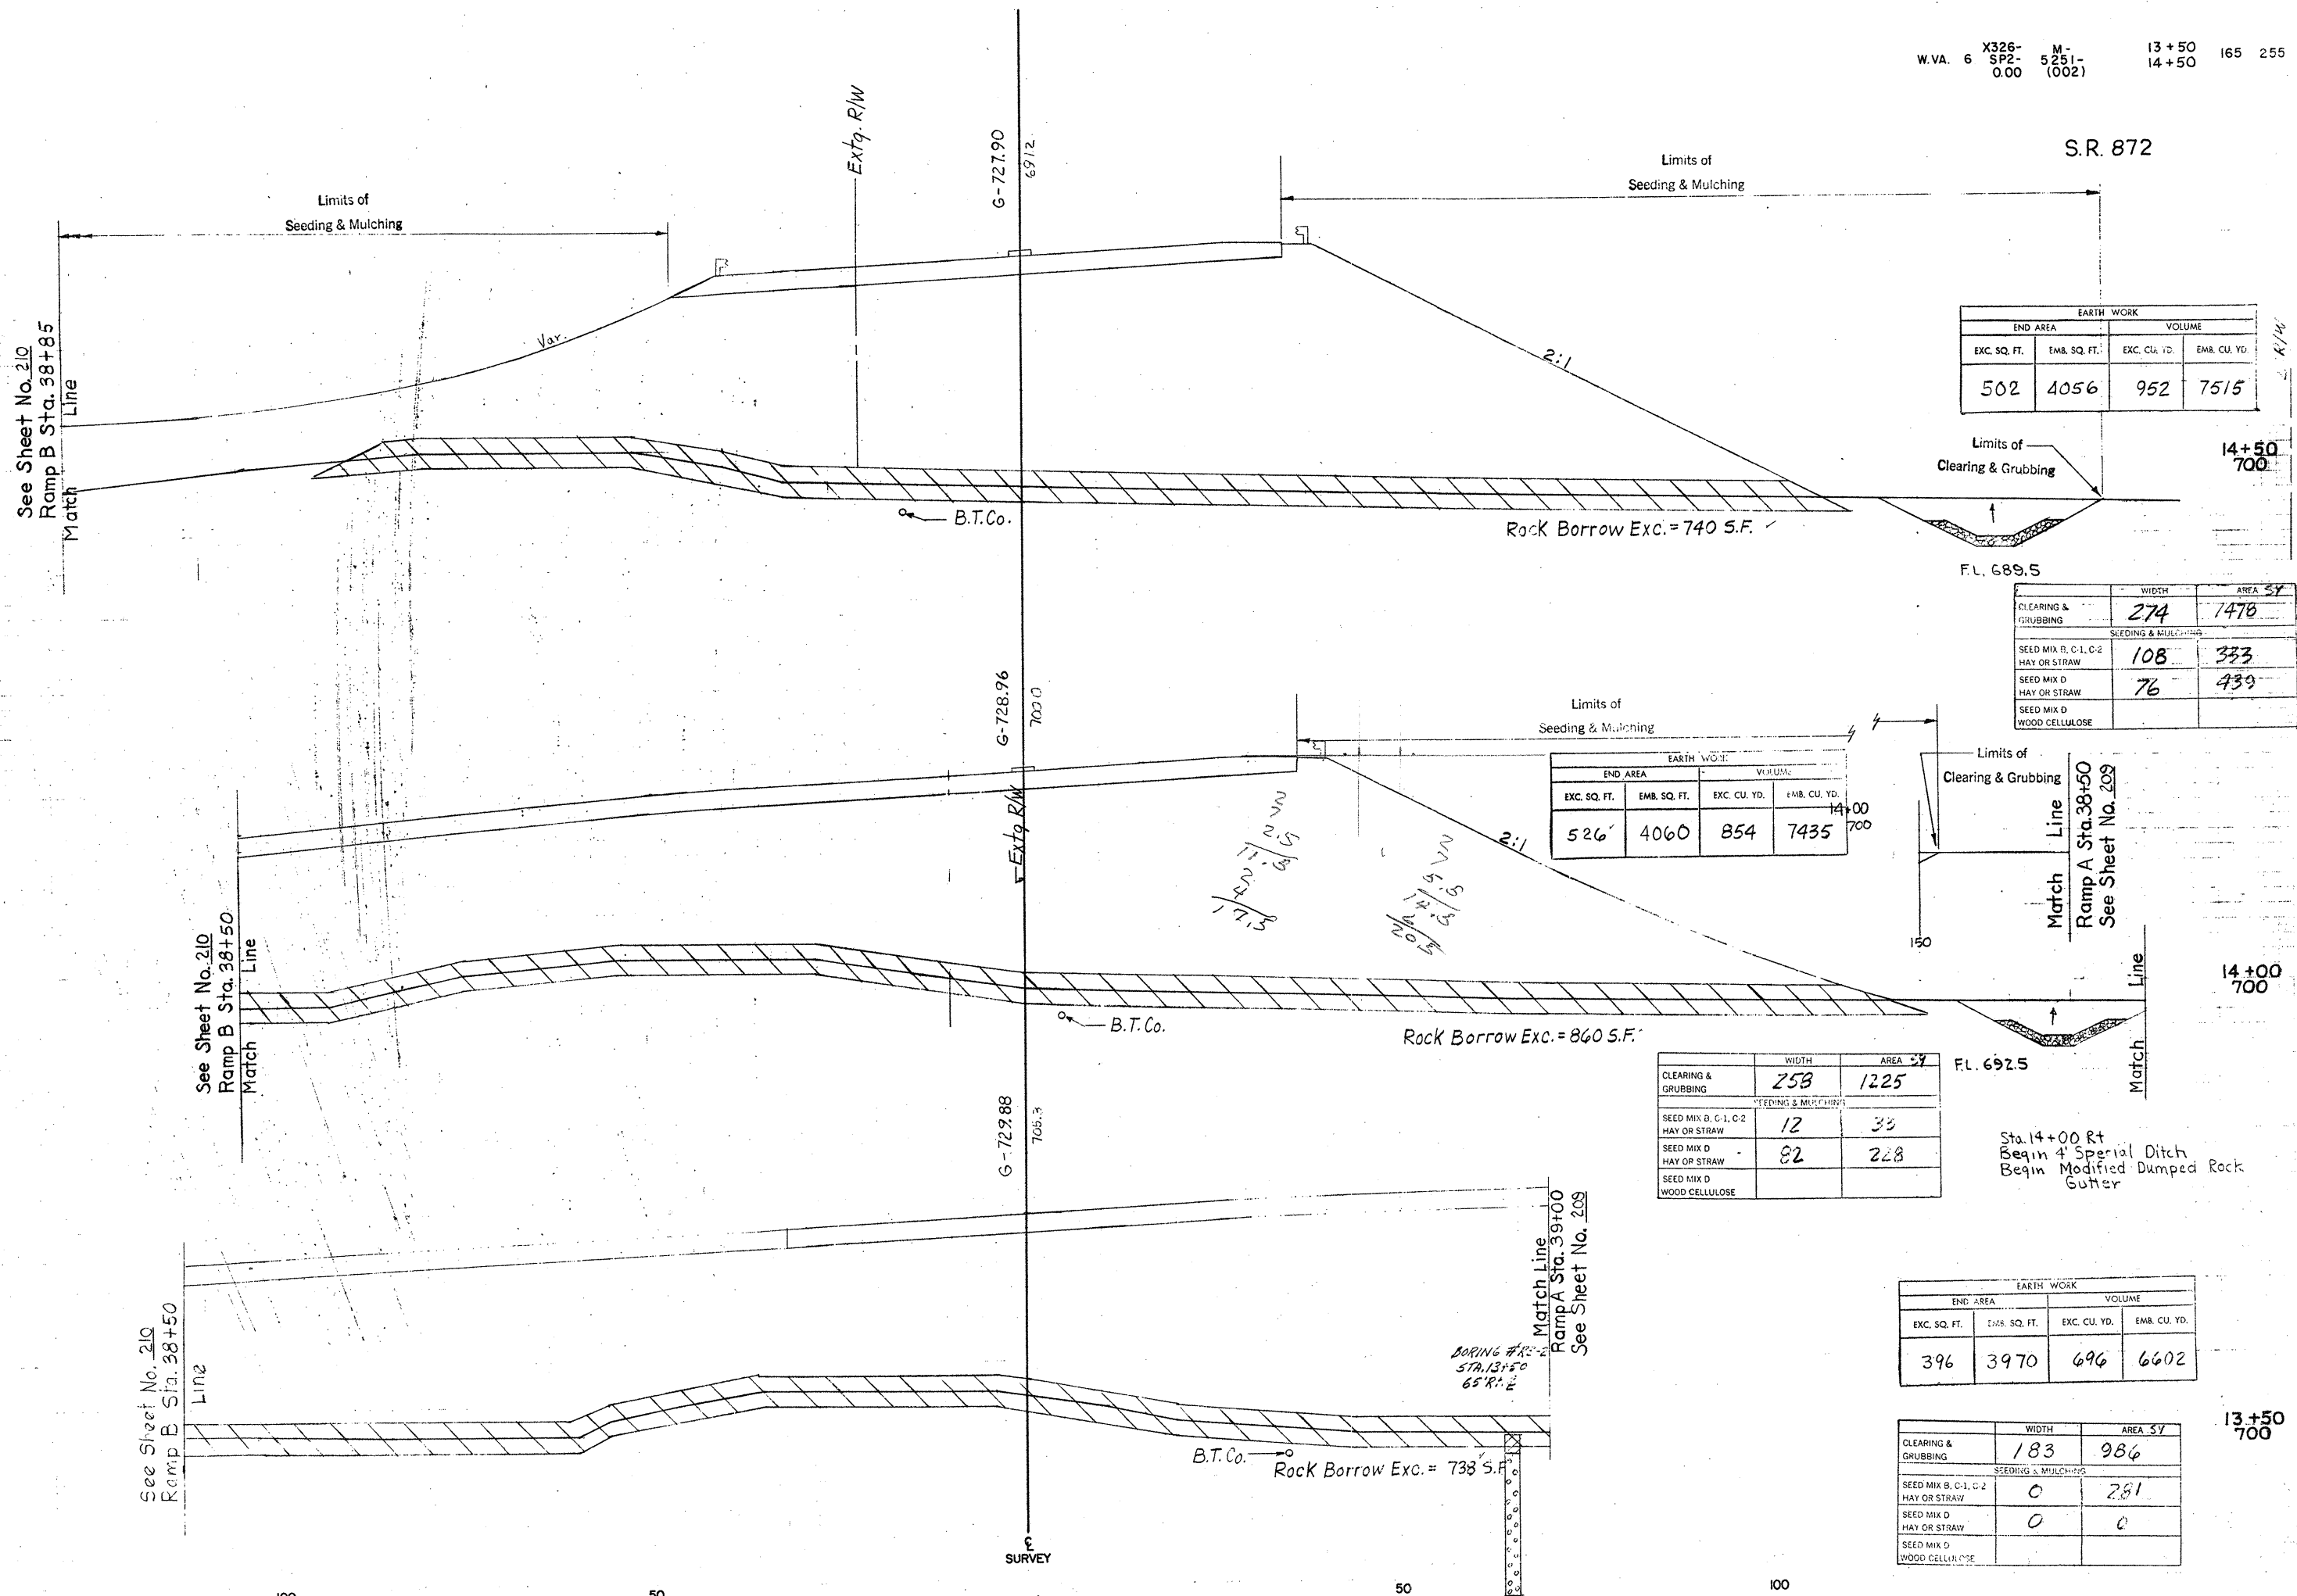 W.VA. 6 X326-SP2-0.00 M-5251-(002) 13+50 14+50 165 255
S.R. 872
Limits of
Seeding & Mulching
Extg. R/W
G-727.90
691.2
Limits of
Seeding & Mulching
Var.
2:1
See Sheet No. 210
Ramp B Sta. 38+85
Match Line
EARTH WORK
END AREA VOLUME
EXC. SQ. FT. EMB. SQ. FT. EXC. CU. YD. EMB. CU. YD.
502 4056 952 7515
R/W
Limits of
Clearing & Grubbing
14+50
700
B.T.Co.
Rock Borrow Exc. = 740 S.F.
F.L. 689.5
WIDTH AREA SY
CLEARING & GRUBBING 274 1478
SEEDING & MULCHING
SEED MIX B, C-1, C-2 HAY OR STRAW 108 333
SEED MIX D HAY OR STRAW 76 439
SEED MIX D WOOD CELLULOSE
G-728.96
700.0
Limits of
Seeding & Mulching
EARTH WORK
END AREA VOLUME
EXC. SQ. FT. EMB. SQ. FT. EXC. CU. YD. EMB. CU. YD.
526 4060 854 7435
14+00
700
Limits of
Clearing & Grubbing
Match Line
Ramp A Sta. 38+50
See Sheet No. 209
150
Extg R/W
2:1
17.3
See Sheet No. 210
Ramp B Sta. 38+50
Match Line
14+00
700
B.T.Co.
Rock Borrow Exc. = 860 S.F.
F.L. 692.5
Match Line
WIDTH AREA SY
CLEARING & GRUBBING 258 1225
SEEDING & MULCHING
SEED MIX B, C-1, C-2 HAY OR STRAW 12 33
SEED MIX D HAY OR STRAW 82 228
SEED MIX D WOOD CELLULOSE
Sta. 14+00 Rt
Begin 4' Special Ditch
Begin Modified Dumped Rock
Gutter
G-729.88
705.3
Match Line
Ramp A Sta. 39+00
See Sheet No. 209
See Sheet No. 210
Ramp B Sta. 38+50
Line
STA. 13+50
B.T.Co.
Rock Borrow Exc. = 738 S.F.
EARTH WORK
END AREA VOLUME
EXC. SQ. FT. EMB. SQ. FT. EXC. CU. YD. EMB. CU. YD.
396 3970 696 6602
13+50
700
WIDTH AREA SY
CLEARING & GRUBBING 183 986
SEEDING & MULCHING
SEED MIX B, C-1, C-2 HAY OR STRAW 0 281
SEED MIX D HAY OR STRAW 0 0
SEED MIX D WOOD CELLULOSE
℄
SURVEY
100 50 50 100